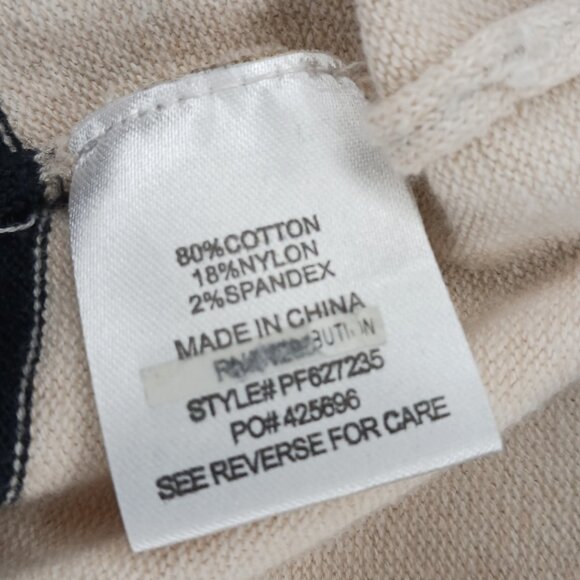 80%COTTON
18%NYLON
2%SPANDEX
MADE IN CHINA
STYLE# PF627235
PO# 425696
SEE REVERSE FOR CARE